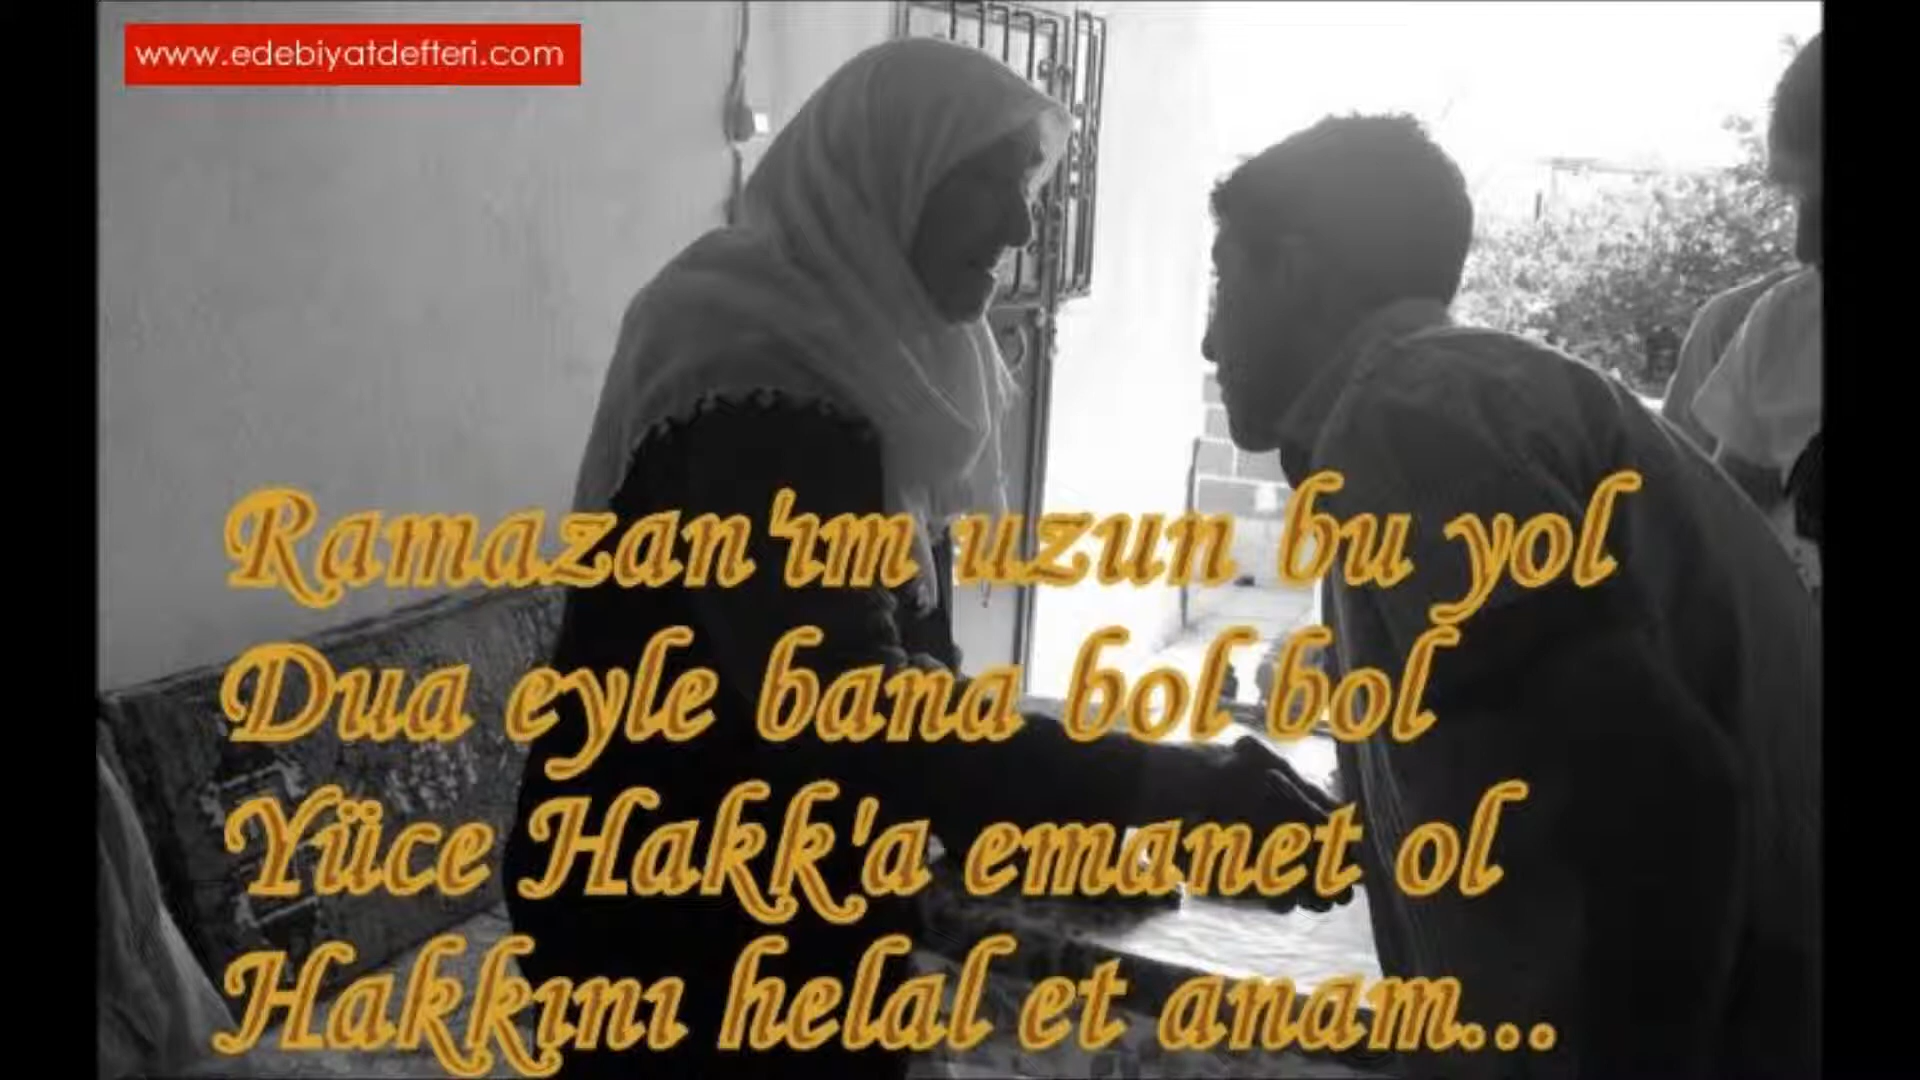 www.edebiyatdefteri.com
Ramazan'ım uzun bu yol
Dua eyle bana bol bol
Yüce Hakk'a emanet ol
Hakkını helal et anam...